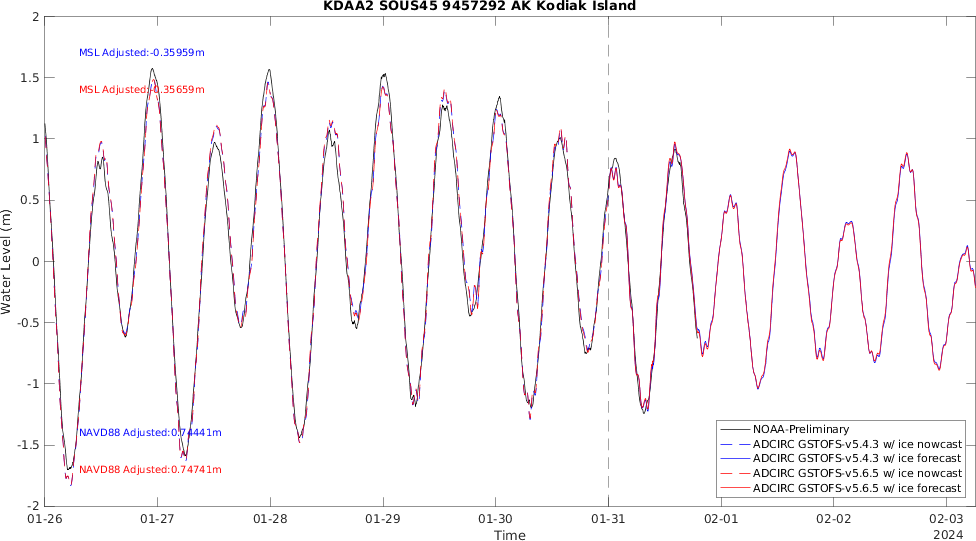 KDAA2 SOUS45 9457292 AK Kodiak Island
Water Level (m)
2
1.5
1
0.5
0
-0.5
-1
-1.5
-2
MSL Adjusted:-0.35959m
MSL Adjusted:-0.35659m
NAVD88 Adjusted:0.74441m
NAVD88 Adjusted:0.74741m
NOAA-Preliminary
ADCIRC GSTOFS-v5.4.3 w/ ice nowcast
ADCIRC GSTOFS-v5.4.3 w/ ice forecast
ADCIRC GSTOFS-v5.6.5 w/ ice nowcast
ADCIRC GSTOFS-v5.6.5 w/ ice forecast
01-26 01-27 01-28 01-29 01-30 01-31 02-01 02-02 02-03
Time
2024